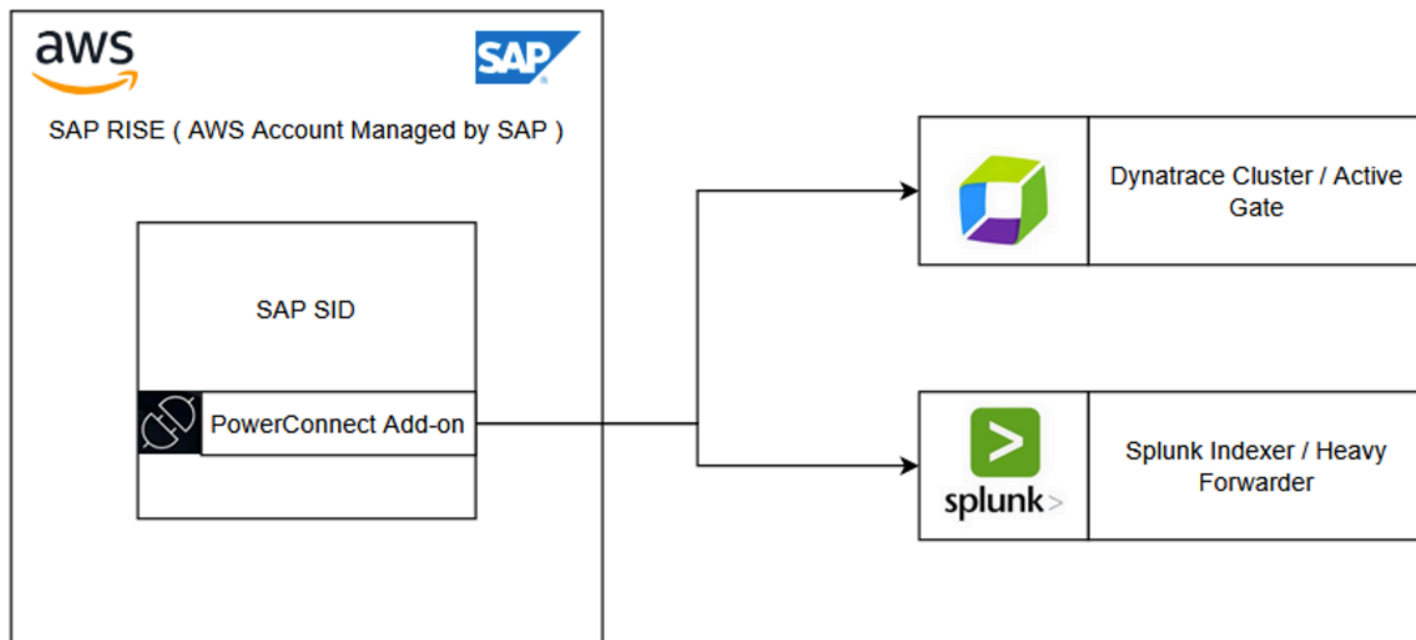 aws
SAP
SAP RISE ( AWS Account Managed by SAP )
SAP SID
PowerConnect Add-on
Dynatrace Cluster / Active
Gate
splunk>
Splunk Indexer / Heavy
Forwarder